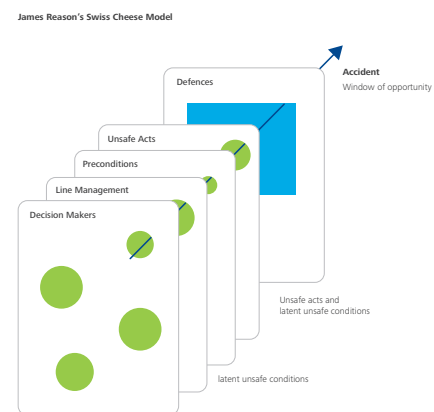 James Reason's Swiss Cheese Model
Accident
Window of opportunity
Defences
Unsafe Acts
Preconditions
Line Management
Decision Makers
Unsafe acts and
latent unsafe conditions
latent unsafe conditions